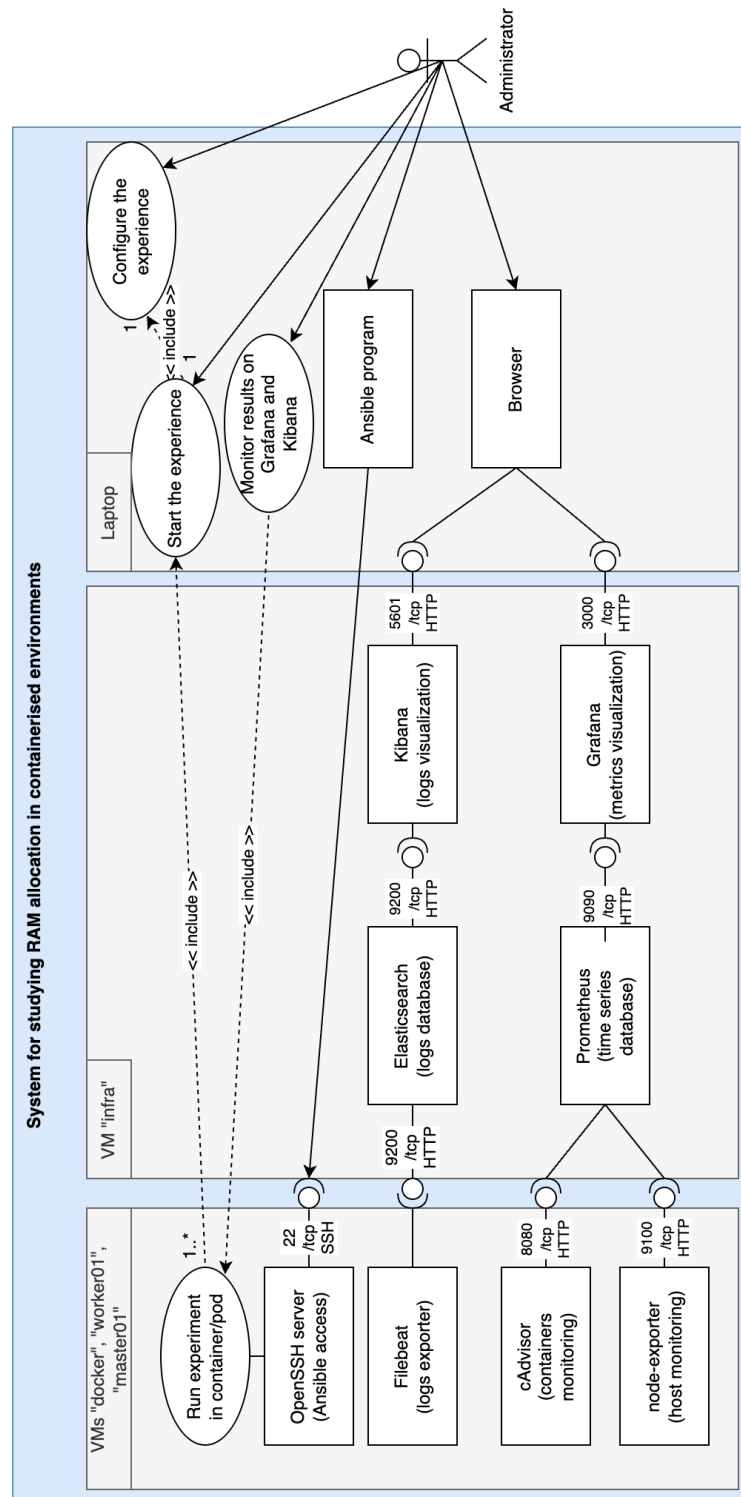 System for studying RAM allocation in containerised environments
VMs "docker", "worker01",
"master01"
Run experiment
in container/pod
1..*
OpenSSH server
(Ansible access)
22
/tcp
SSH
Filebeat
(logs exporter)
cAdvisor
(containers
monitoring)
8080
/tcp
HTTP
node-exporter
(host monitoring)
9100
/tcp
HTTP
VM "infra"
<< include >>
<< include >>
9200
/tcp
HTTP
Elasticsearch
(logs database)
9200
/tcp
HTTP
Kibana
(logs visualization)
5601
/tcp
HTTP
Prometheus
(time series
database)
9090
/tcp
HTTP
Grafana
(metrics visualization)
3000
/tcp
HTTP
Laptop
Configure the
experience
1
<< include >>
1
Start the experience
Monitor results on
Grafana and
Kibana
Ansible program
Browser
Administrator